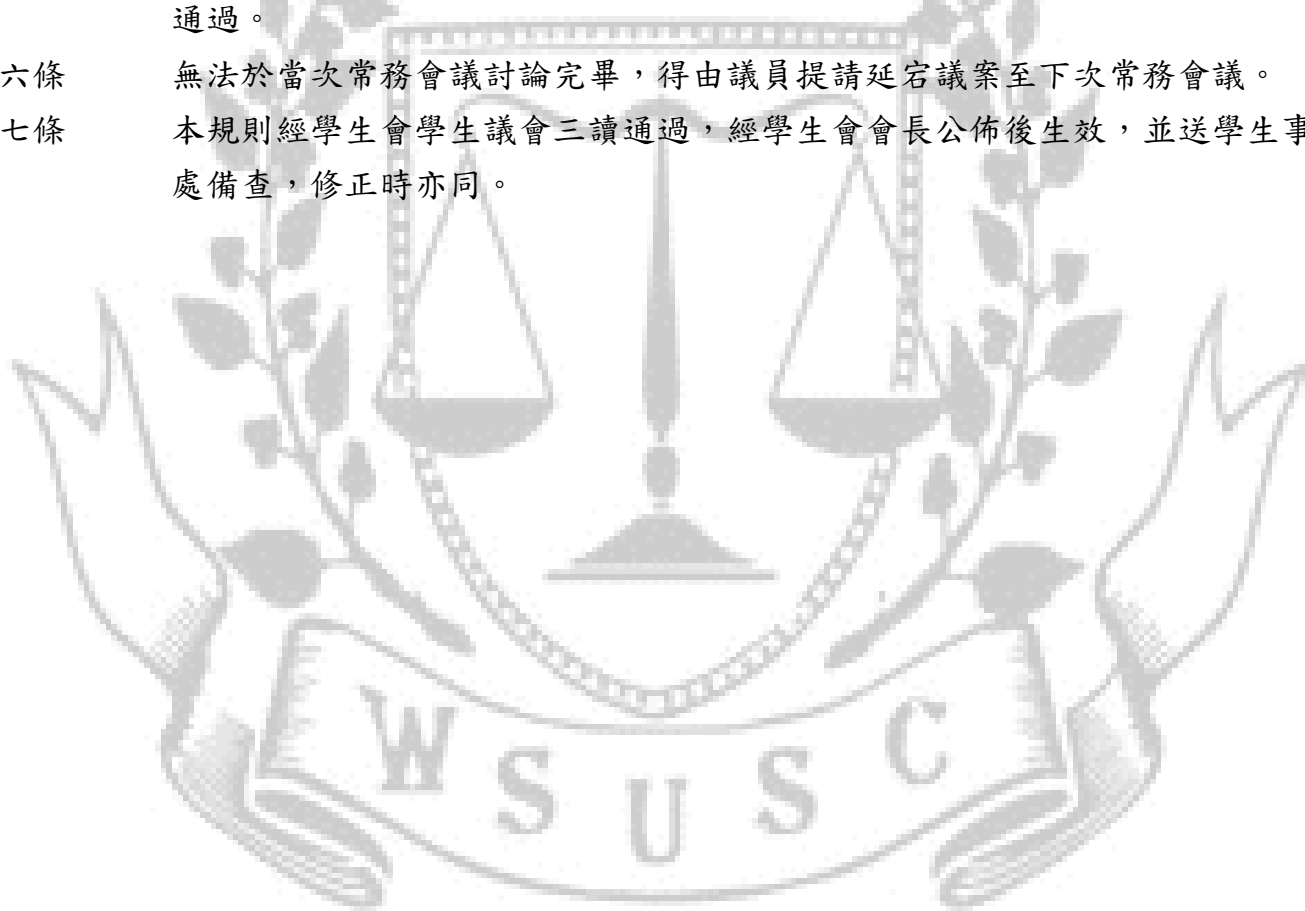 通過。
六條 無法於當次常務會議討論完畢,得由議員提請延宕議案至下次常務會議。
七條 本規則經學生會學生議會三讀通過,經學生會會長公佈後生效,並送學生事
處備查,修正時亦同。
W S U S C